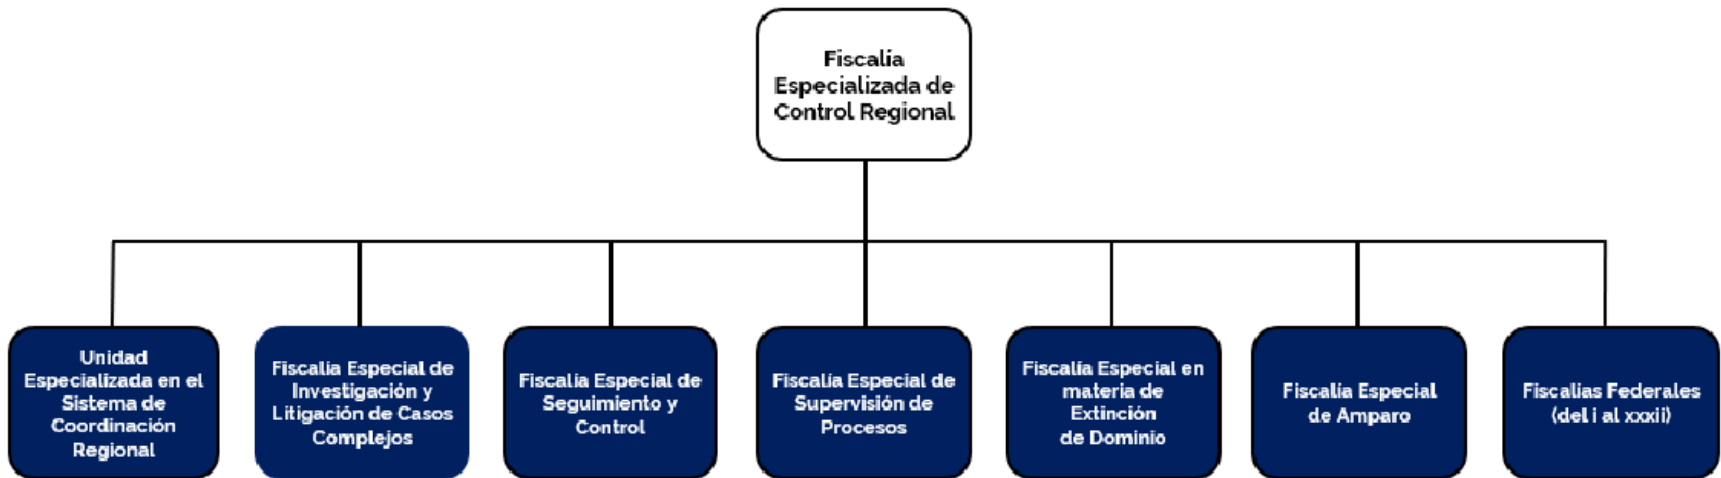 Fiscalía
Especializada de
Control Regional
Unidad
Especializada en el
Sistema de
Coordinación
Regional
Fiscalía Especial de
Investigación y
Litigación de Casos
Complejos
Fiscalía Especial de
Seguimiento y
Control
Fiscalía Especial de
Supervisión de
Procesos
Fiscalía Especial en
materia de
Extinción
de Dominio
Fiscalía Especial
de Amparo
Fiscalías Federales
(del i al xxxii)